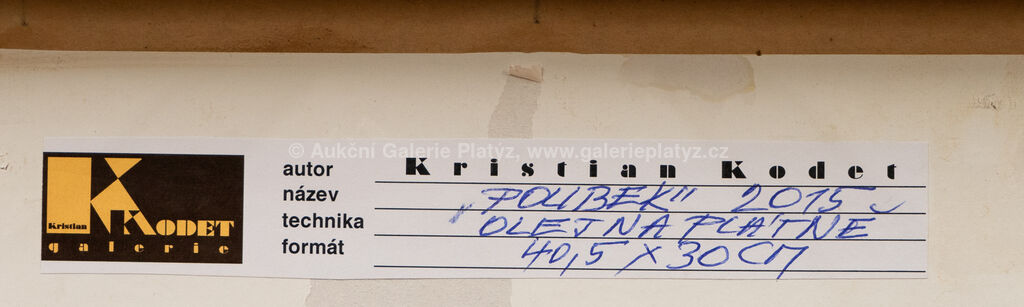 © Aukční Galerie Platýz, www.galerieplatyz.cz
Kristian
KODET
galerie
autor Kristian Kodet
název „POLIBEK" 2015
technika OLEJ NA PLÁTNĚ
formát 40,5 X 30 CM